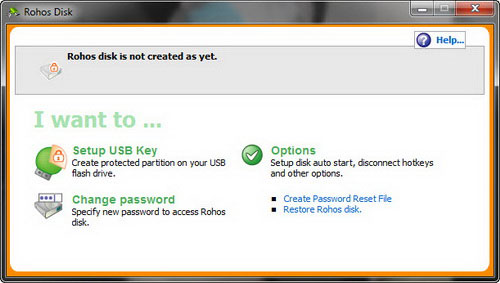 Rohos Disk
Help...
Rohos disk is not created as yet.
I want to ...
Setup USB Key
Create protected partition on your USB
flash drive.
Change password
Specify new password to access Rohos
disk.
Options
Setup disk auto start, disconnect hotkeys
and other options.
Create Password Reset File
Restore Rohos disk.